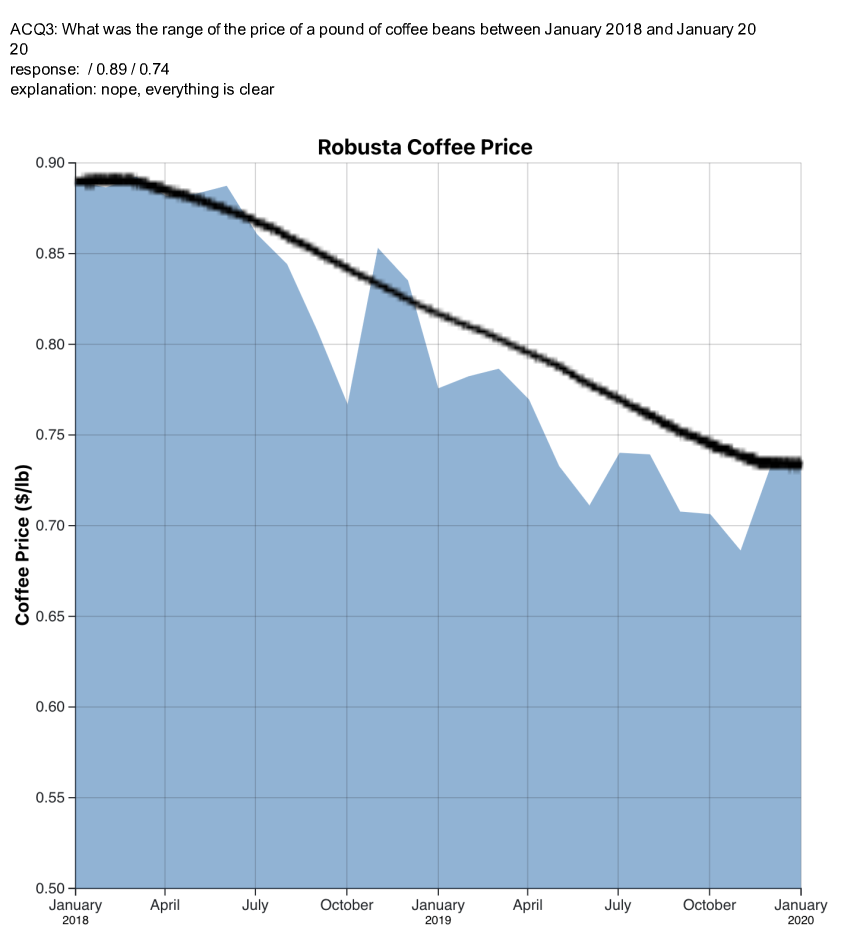 ACQ3: What was the range of the price of a pound of coffee beans between January 2018 and January 20
20
response:  / 0.89 / 0.74
explanation: nope, everything is clear
Robusta Coffee Price
Coffee Price ($/lb)
0.90
0.85
0.80
0.75
0.70
0.65
0.60
0.55
0.50
January April July October January April July October January
2018 2019 2020